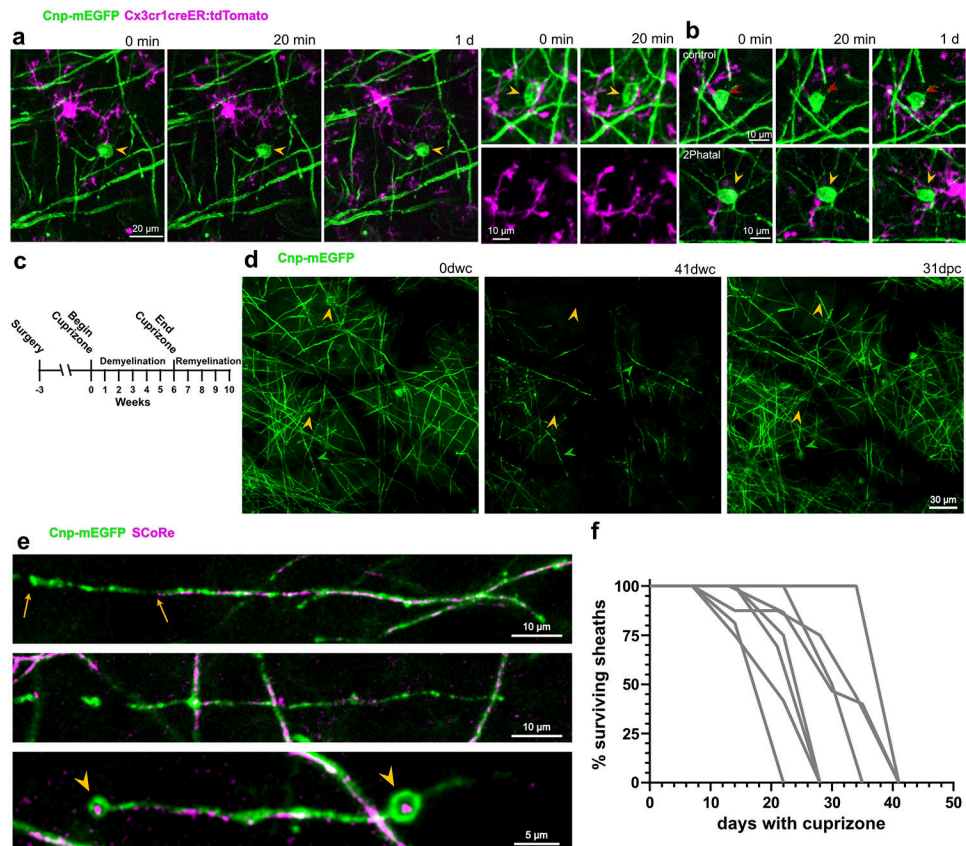 Cnp-mEGFP Cx3cr1creER:tdTomato
a
0 min
20 min
1 d
0 min
20 min
b
0 min
20 min
1 d
control
10 µm
2Phatal
20 µm
10 µm
10 µm
c
Surgery
Begin
Cuprizone
End
Cuprizone
Demyelination
Remyelination
-3 0 1 2 3 4 5 6 7 8 9 10
Weeks
d
Cnp-mEGFP
0dwc
41dwc
31dpc
30 µm
e
Cnp-mEGFP SCoRe
10 µm
10 µm
5 µm
f
% surviving sheaths
100
75
50
25
0
0 10 20 30 40 50
days with cuprizone